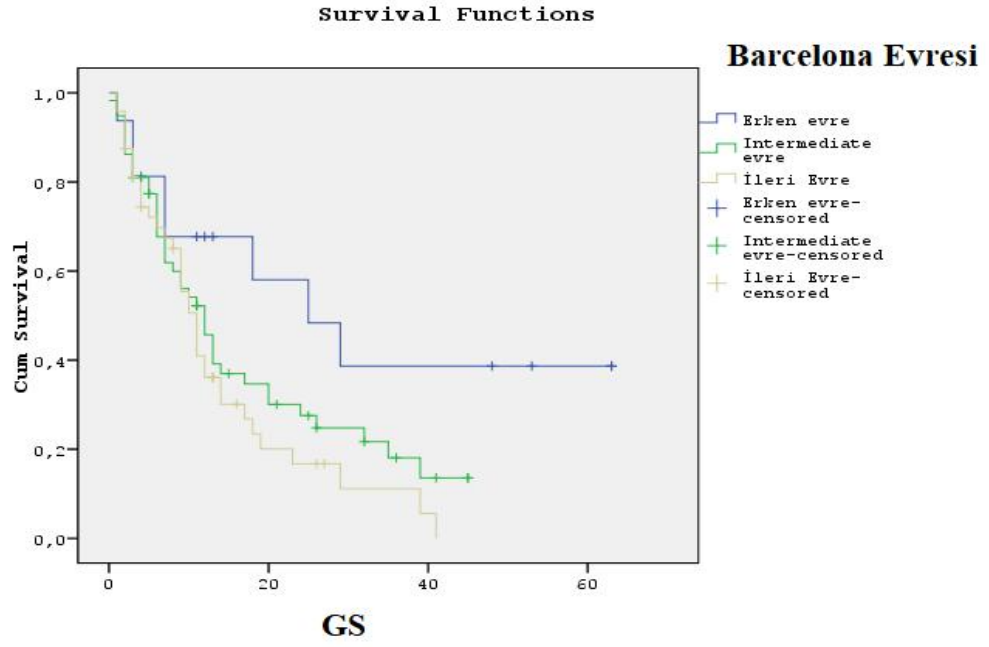 Survival Functions
Barcelona Evresi
Erken evre
Intermediate
evre
İleri Evre
Erken evre-
censored
Intermediate
evre-censored
İleri Evre-
censored
Cum Survival
1,0
0,8
0,6
0,4
0,2
0,0
0 20 40 60
GS